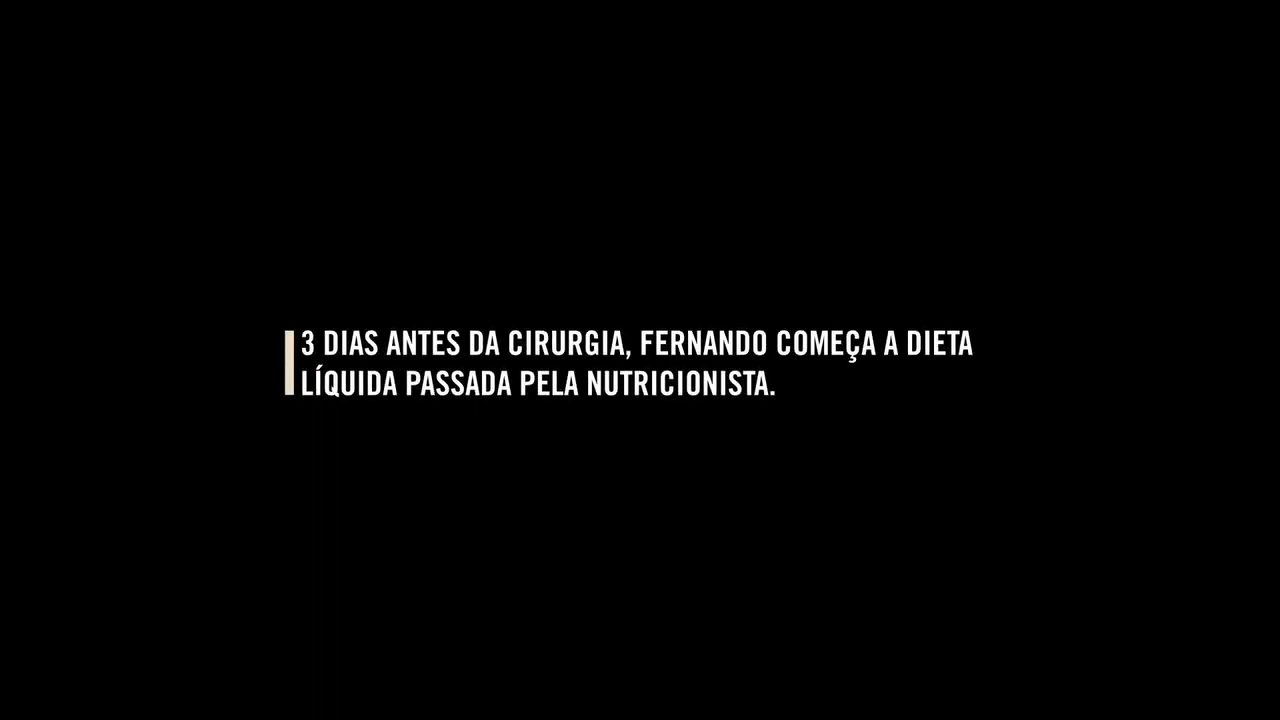 3 DIAS ANTES DA CIRURGIA, FERNANDO COMEÇA A DIETA
LÍQUIDA PASSADA PELA NUTRICIONISTA.